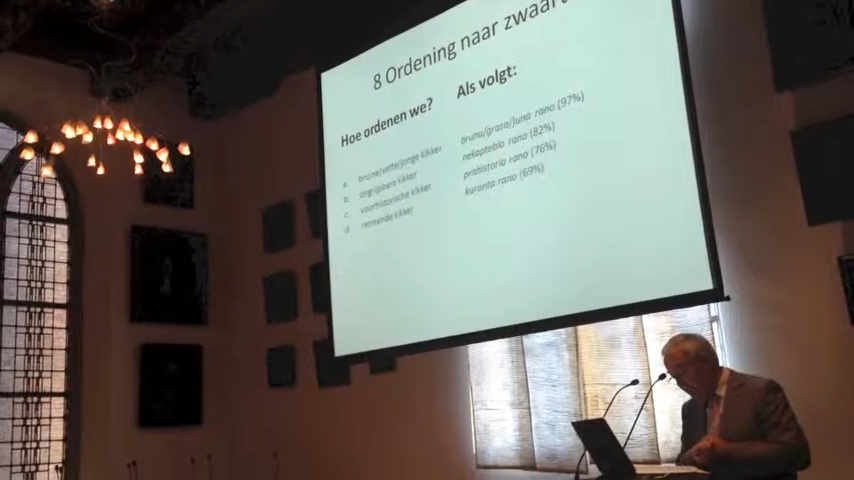 8 Ordening naar zwaart
Hoe ordenen we?
Als volgt:
a. bruine/vette/jonge kikker
b. ongrijpbare kikker
c. voorhistorische kikker
d. rennende kikker
bruna/grasa/juna rano (97%)
nekaptebla rano (82%)
prahistoria rano (76%)
kuranta rano (69%)